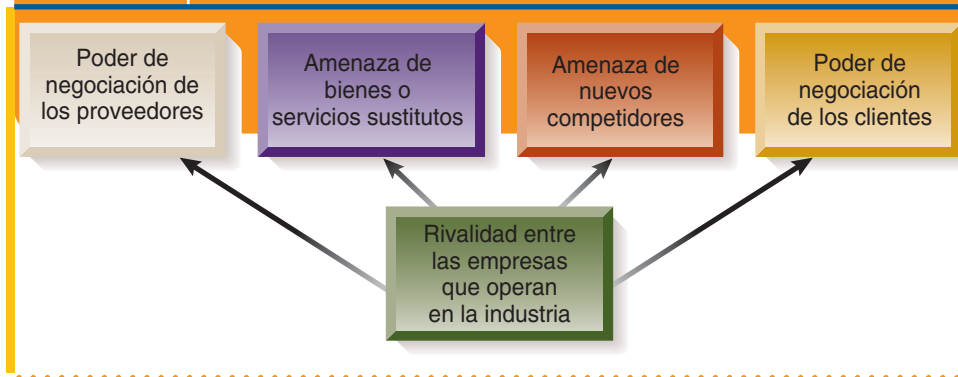 Poder de
negociación de
los proveedores
Amenaza de
bienes o
servicios sustitutos
Amenaza de
nuevos
competidores
Poder de
negociación
de los clientes
Rivalidad entre
las empresas
que operan
en la industria